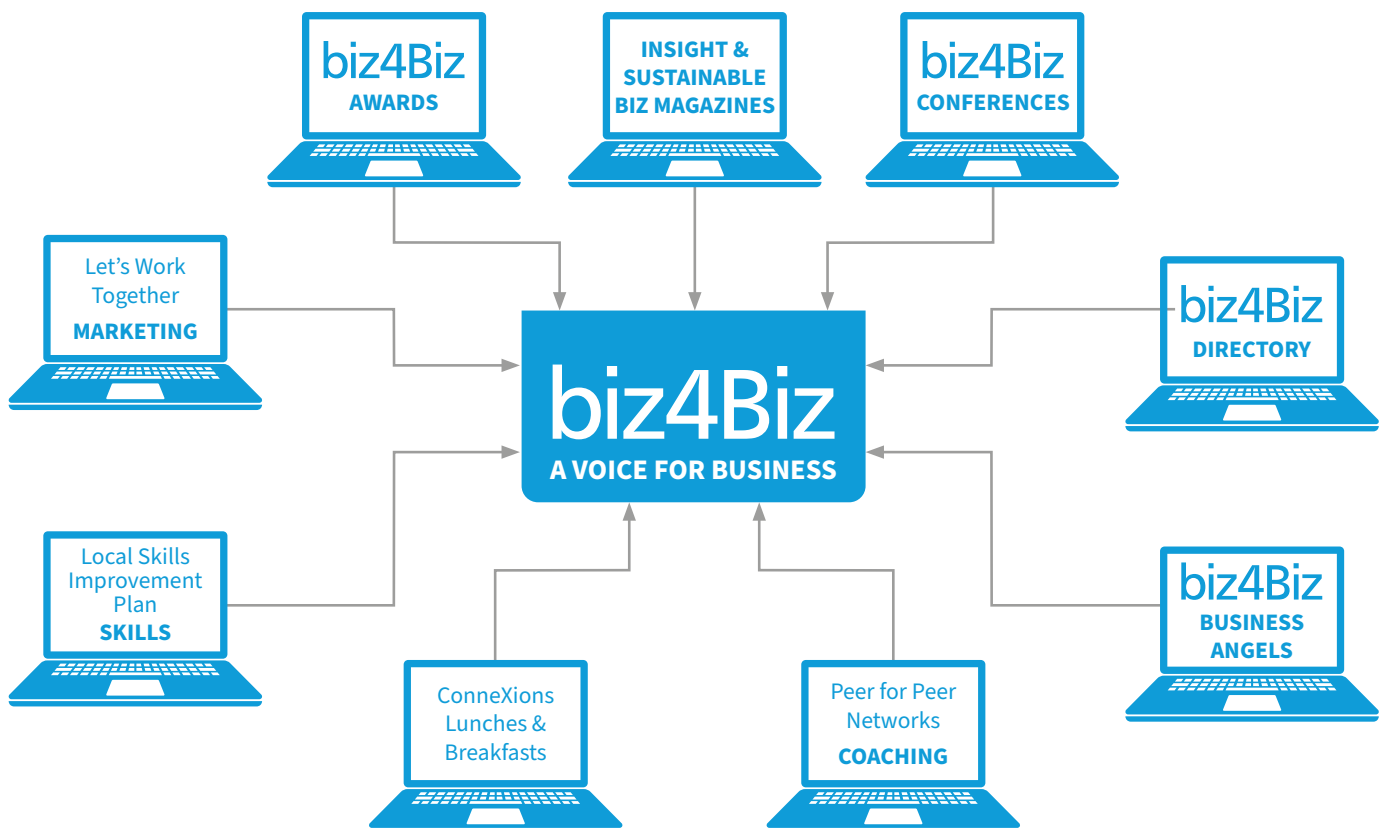 biz4Biz
AWARDS
INSIGHT &
SUSTAINABLE
BIZ MAGAZINES
biz4Biz
CONFERENCES
Let’s Work
Together
MARKETING
biz4Biz
DIRECTORY
biz4Biz
A VOICE FOR BUSINESS
Local Skills
Improvement
Plan
SKILLS
biz4Biz
BUSINESS
ANGELS
ConneXions
Lunches &
Breakfasts
Peer for Peer
Networks
COACHING